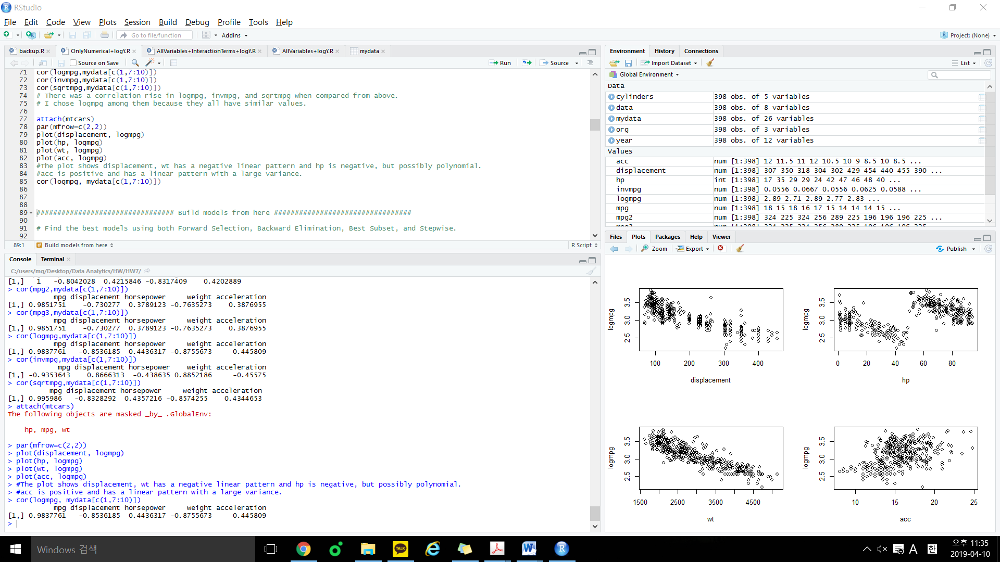 RStudio
File Edit Code View Plots Session Build Debug Profile Tools Help
Go to file/function Addins Project: (None)
backup.R OnlyNumerical+logY.R AllVariables+InteractionTerms+logY.R AllVariables+logY.R mydata
Source on Save Run Source
71 cor(logmpg,mydata[c(1,7:10)])
72 cor(invmpg,mydata[c(1,7:10)])
73 cor(sqrtmpg,mydata[c(1,7:10)])
74 # There was a correlation rise in logmpg, invmpg, and sqrtmpg when compared from above.
75 # I chose logmpg among them because they all have similar values.
76
77 attach(mtcars)
78 par(mfrow=c(2,2))
79 plot(displacement, logmpg)
80 plot(hp, logmpg)
81 plot(wt, logmpg)
82 plot(acc, logmpg)
83 #The plot shows displacement, wt has a negative linear pattern and hp is negative, but possibly polynomial.
84 #acc is positive and has a linear pattern with a large variance.
85 cor(logmpg, mydata[c(1,7:10)])
86
87
88
89 ################################# Build models from here #################################
90
91 # Find the best models using both Forward Selection, Backward Elimination, Best Subset, and Stepwise.
92
89:1 Build models from here R Script
Console Terminal
C:/users/mg/Desktop/Data Analytics/HW/HW7/
[1,] 1 -0.8042028 0.4215846 -0.8317409 0.4202889
> cor(mpg2,mydata[c(1,7:10)])
mpg displacement horsepower weight acceleration
[1,] 0.9851751 -0.730277 0.3789123 -0.7635273 0.3876955
> cor(mpg3,mydata[c(1,7:10)])
mpg displacement horsepower weight acceleration
[1,] 0.9851751 -0.730277 0.3789123 -0.7635273 0.3876955
> cor(logmpg,mydata[c(1,7:10)])
mpg displacement horsepower weight acceleration
[1,] 0.9837761 -0.8536185 0.4436317 -0.8755673 0.445809
> cor(invmpg,mydata[c(1,7:10)])
mpg displacement horsepower weight acceleration
[1,] -0.9353643 0.8666313 -0.438635 0.8852186 -0.45575
> cor(sqrtmpg,mydata[c(1,7:10)])
mpg displacement horsepower weight acceleration
[1,] 0.995986 -0.8328292 0.4357216 -0.8574255 0.4344653
> attach(mtcars)
The following objects are masked _by_ .GlobalEnv:
hp, mpg, wt
> par(mfrow=c(2,2))
> plot(displacement, logmpg)
> plot(hp, logmpg)
> plot(wt, logmpg)
> plot(acc, logmpg)
> #The plot shows displacement, wt has a negative linear pattern and hp is negative, but possibly polynomial.
> #acc is positive and has a linear pattern with a large variance.
> cor(logmpg, mydata[c(1,7:10)])
mpg displacement horsepower weight acceleration
[1,] 0.9837761 -0.8536185 0.4436317 -0.8755673 0.445809
>
Environment History Connections
Import Dataset List
Global Environment
Data
cylinders 398 obs. of 5 variables
data 398 obs. of 8 variables
mydata 398 obs. of 26 variables
org 398 obs. of 3 variables
year 398 obs. of 12 variables
Values
acc num [1:398] 12 11.5 11 12 10.5 10 9 8.5 10 8.5 ...
displacement num [1:398] 307 350 318 304 302 429 454 440 455 390 ...
hp int [1:398] 17 35 29 29 24 42 47 46 48 40 ...
invmpg num [1:398] 0.0556 0.0667 0.0556 0.0625 0.0588 ...
logmpg num [1:398] 2.89 2.71 2.89 2.77 2.83 ...
mpg num [1:398] 18 15 18 16 17 15 14 14 14 15 ...
mpg2 num [1:398] 324 225 324 256 289 225 196 196 196 225 ...
Files Plots Packages Help Viewer
Zoom Export Publish
logmpg
3.5
3.0
2.5
100 200 300 400
displacement
logmpg
3.5
3.0
2.5
0 20 40 60 80
hp
logmpg
3.5
3.0
2.5
1500 2500 3500 4500
wt
logmpg
3.5
3.0
2.5
10 15 20 25
acc
Windows 검색
TALK
A 한
오후 11:35
2019-04-10